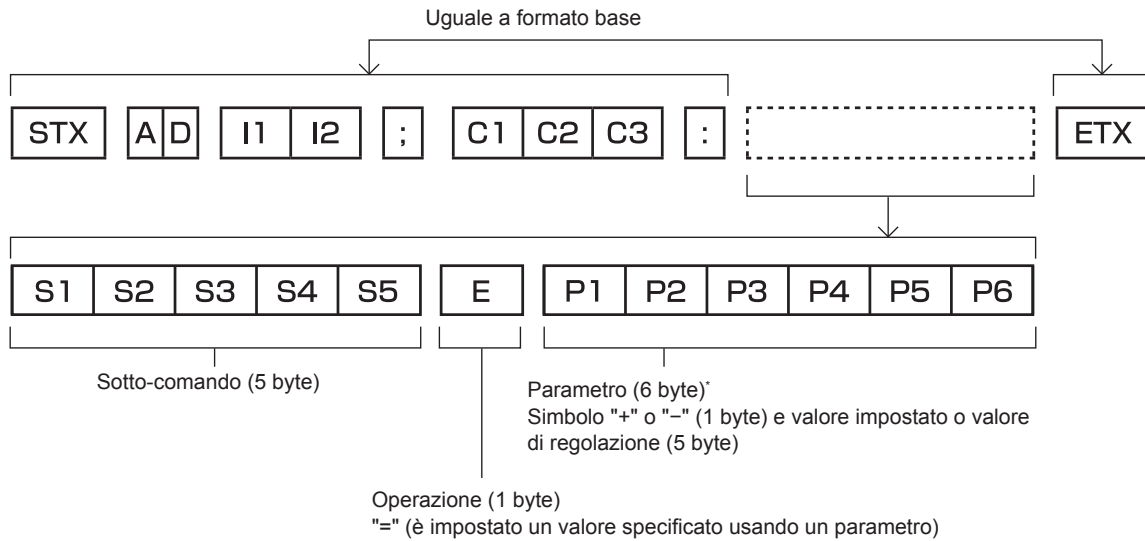 Uguale a formato base
STX A D I1 I2 ; C1 C2 C3 : ETX
S1 S2 S3 S4 S5 E P1 P2 P3 P4 P5 P6
Sotto-comando (5 byte)
Parametro (6 byte)*
Simbolo "+" o "−" (1 byte) e valore impostato o valore
di regolazione (5 byte)
Operazione (1 byte)
"=" (è impostato un valore specificato usando un parametro)